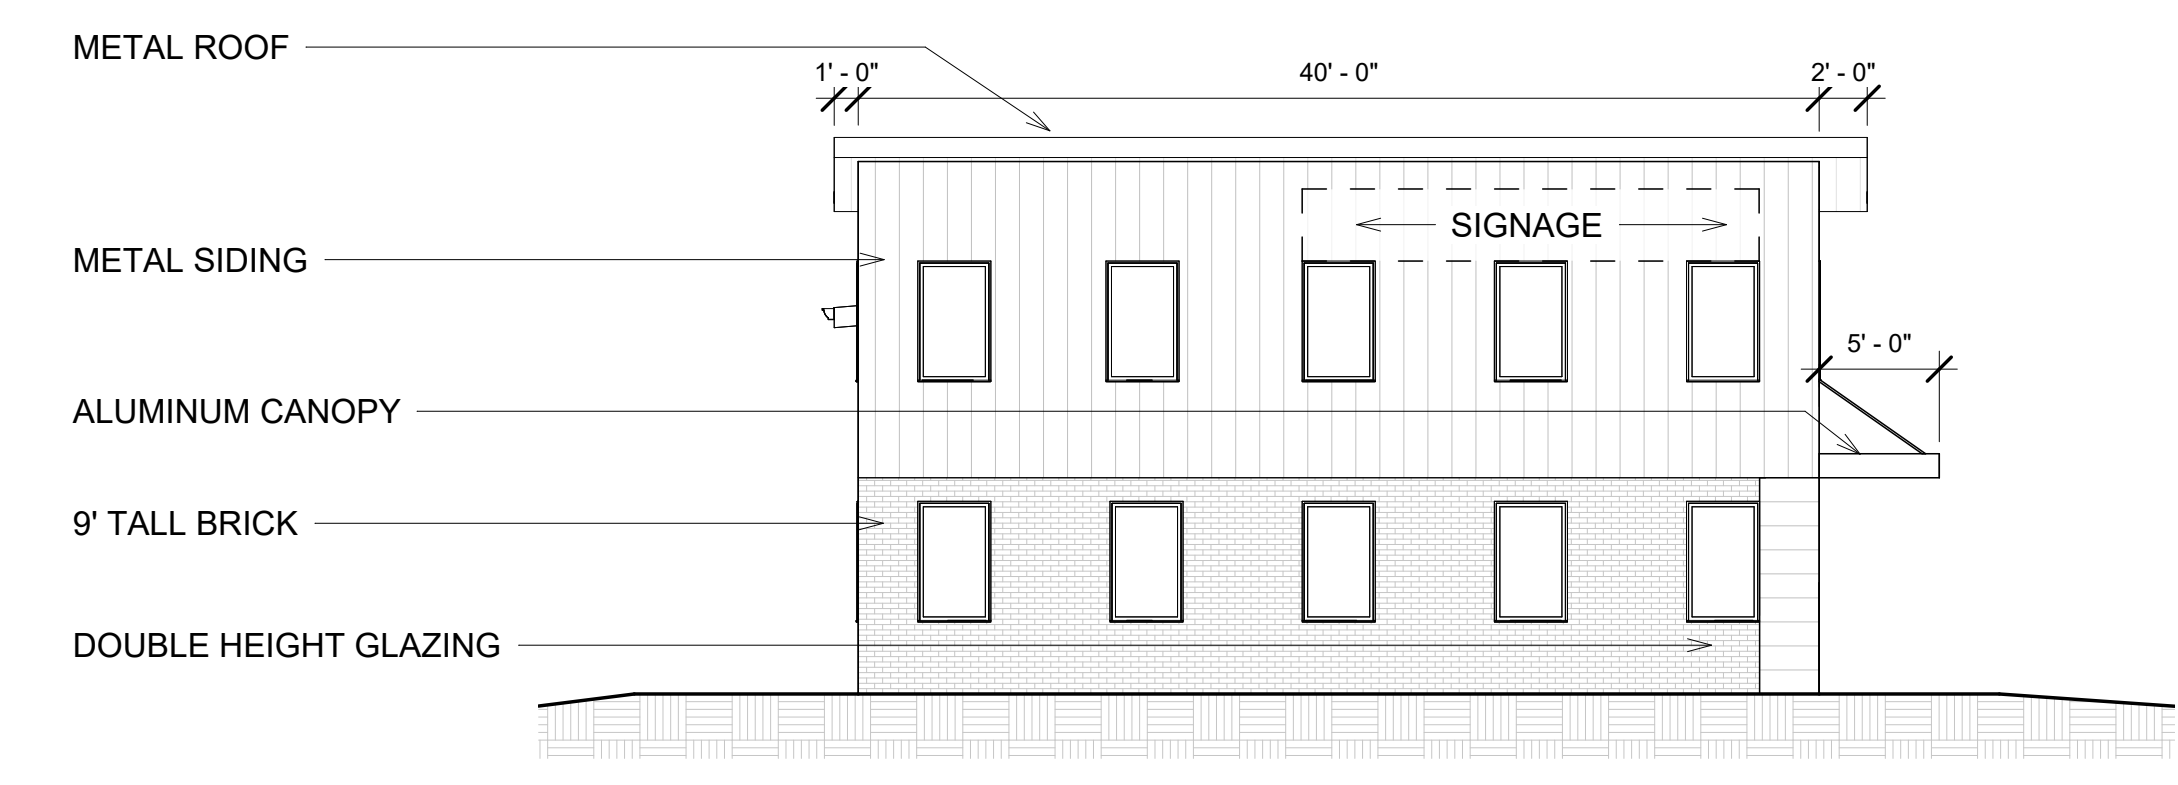 METAL ROOF
1' - 0"
40' - 0"
2' - 0"
SIGNAGE
METAL SIDING
5' - 0"
ALUMINUM CANOPY
9' TALL BRICK
DOUBLE HEIGHT GLAZING